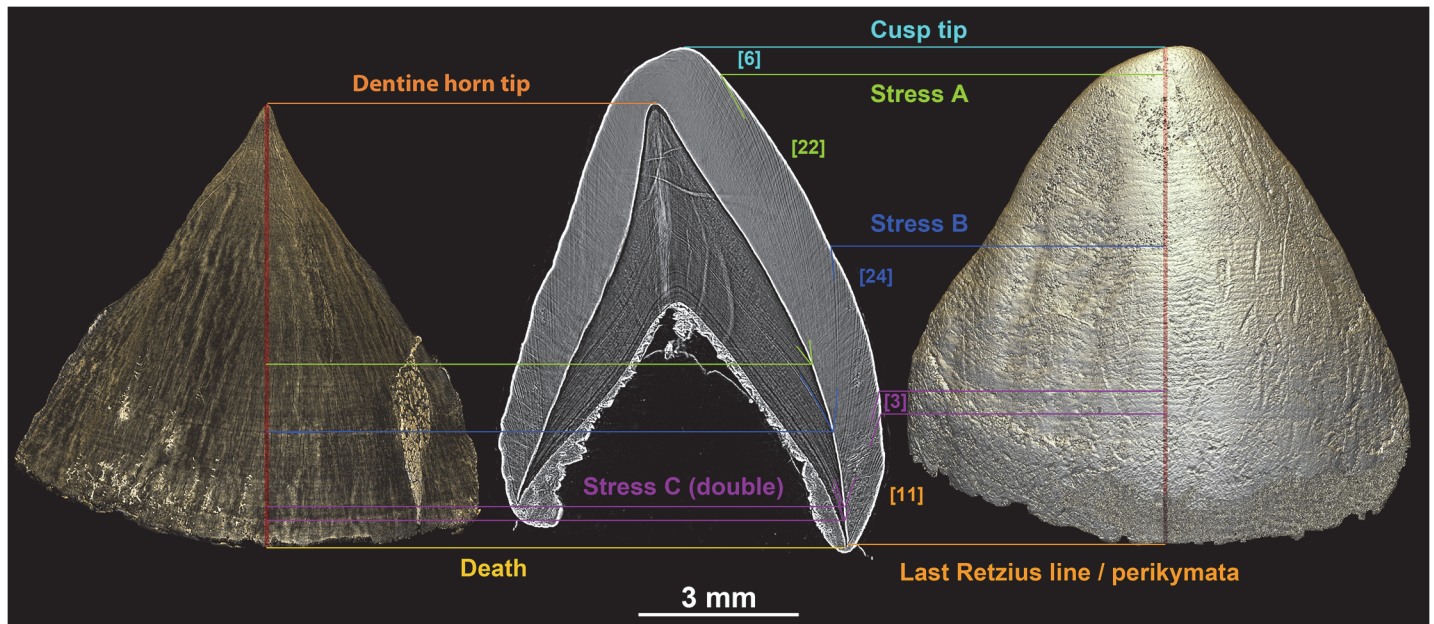 Cusp tip
[6]
Dentine horn tip
Stress A
[22]
Stress B
[24]
[3]
Stress C (double)
[11]
Death
Last Retzius line / perikymata
3 mm